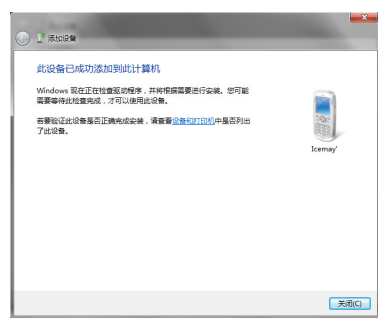 添加设备
此设备已成功添加到此计算机
Windows 现在正在检查驱动程序，并将根据需要进行安装。您可能
需要等待此检查完成，才可以使用此设备。
若要验证此设备是否正确完成安装，请查看设备和打印机中是否列出
了此设备。
Icemay'
关闭(C)